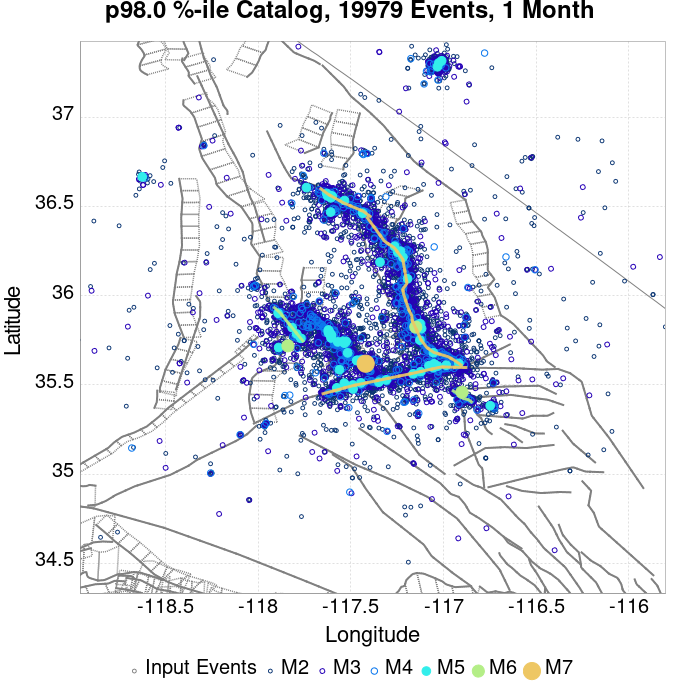 p98.0 %-ile Catalog, 19979 Events, 1 Month
Latitude
37
36.5
36
35.5
35
34.5
-118.5 -118 -117.5 -117 -116.5 -116
Longitude
Input Events M2 M3 M4 M5 M6 M7